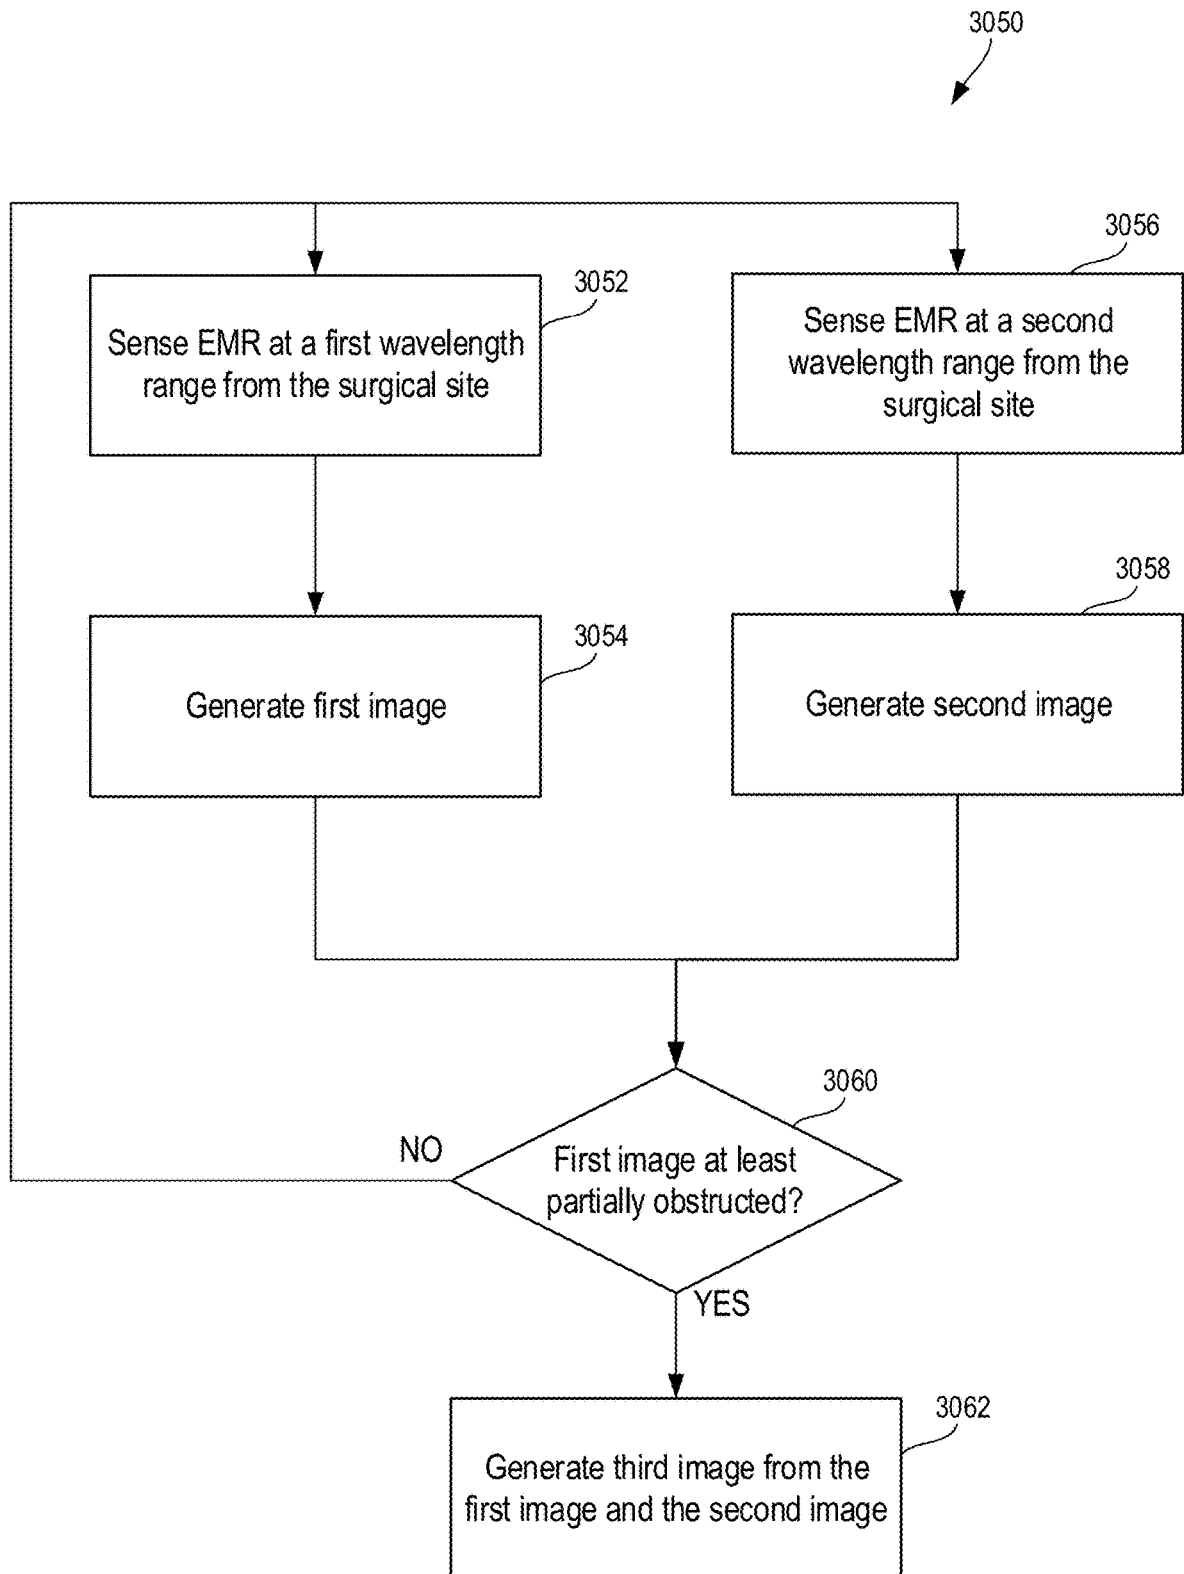 3050
3052
Sense EMR at a first wavelength
range from the surgical site
3056
Sense EMR at a second
wavelength range from the
surgical site
3054
Generate first image
3058
Generate second image
3060
First image at least
partially obstructed?
NO
YES
3062
Generate third image from the
first image and the second image